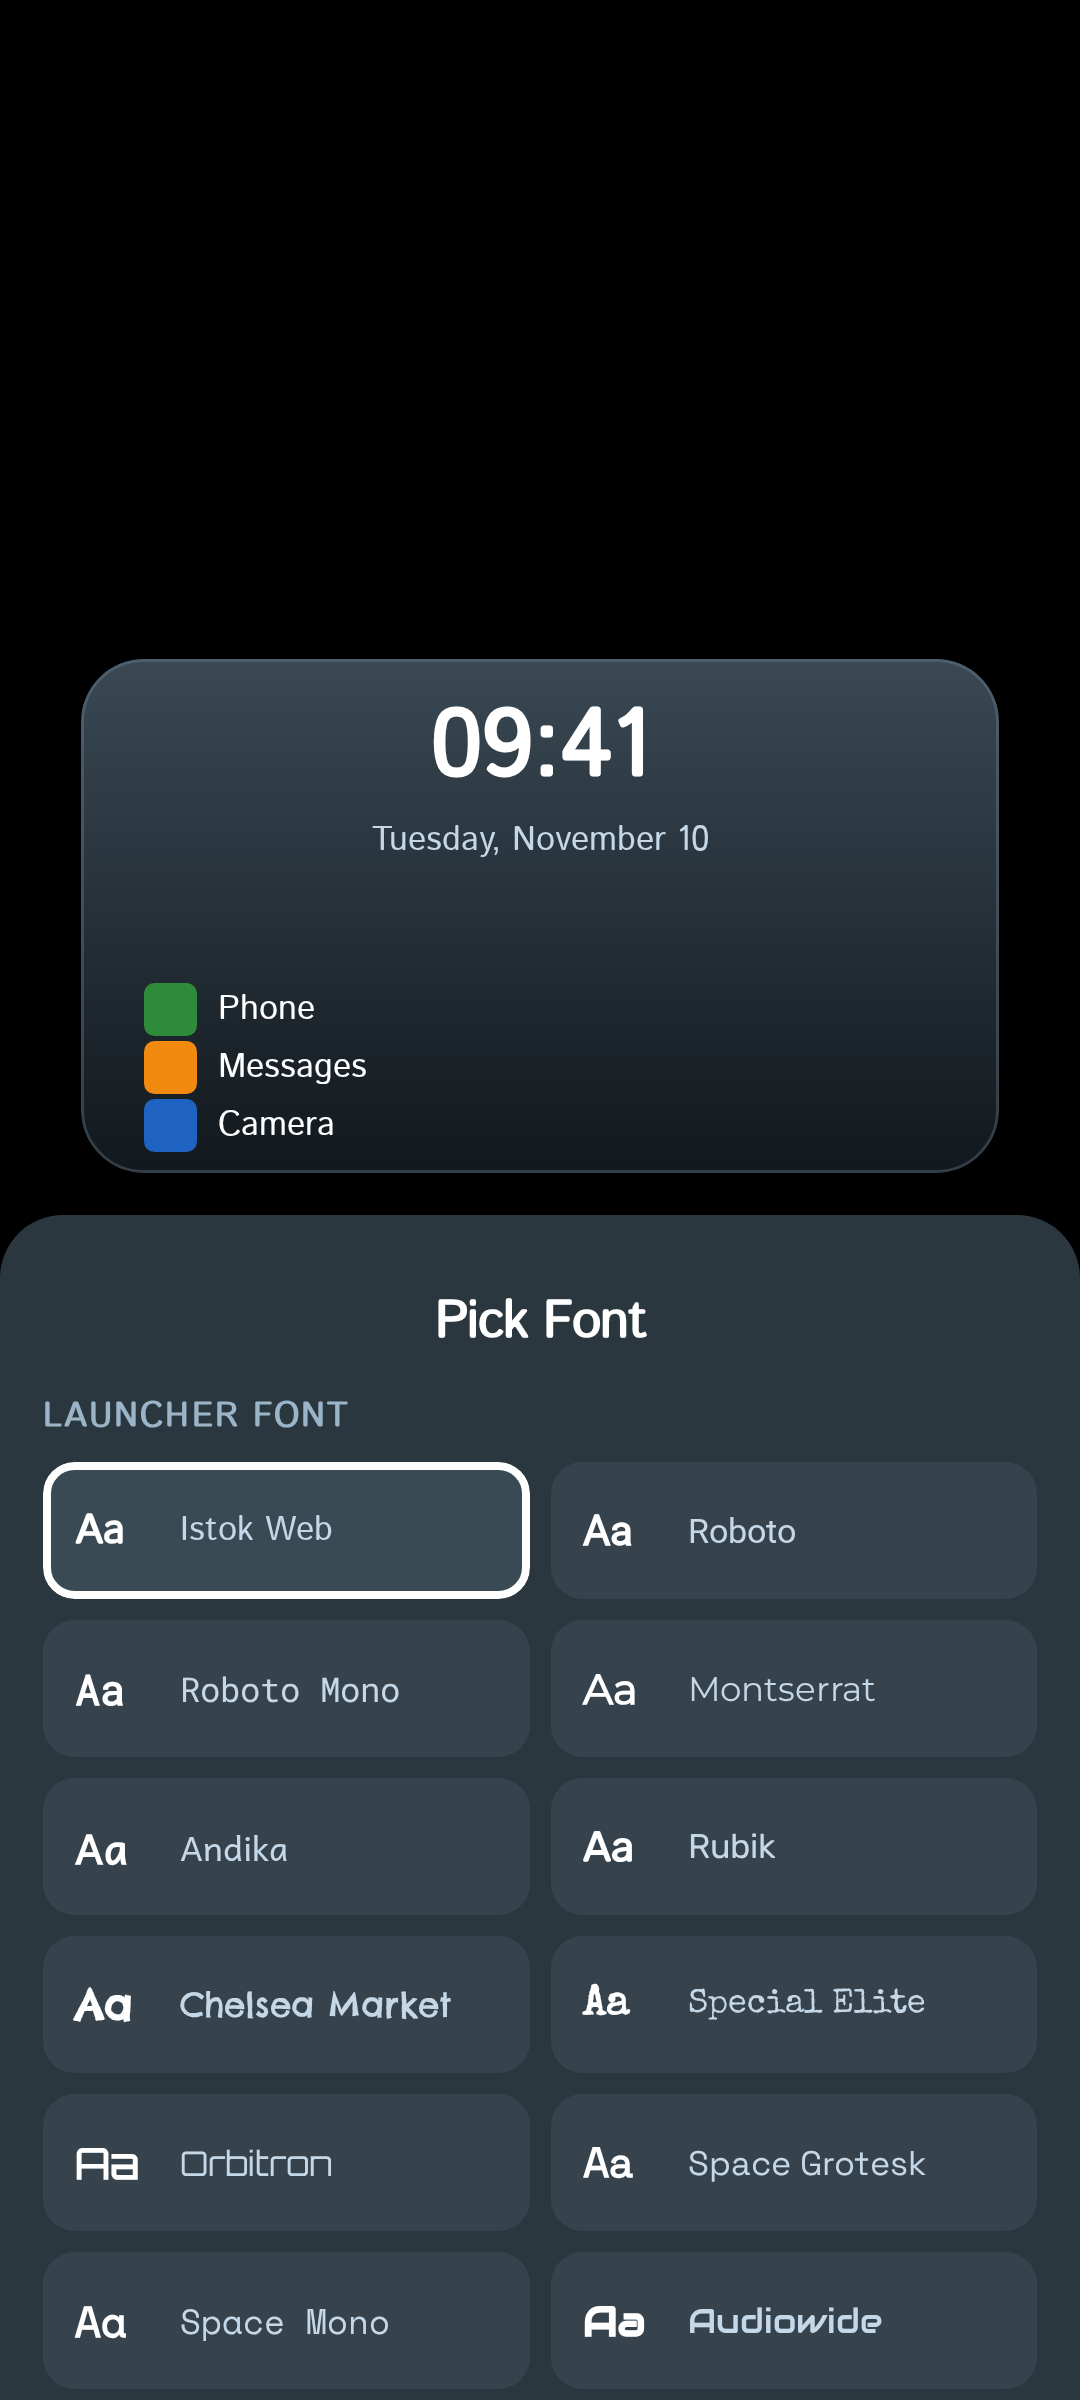 09:41
Tuesday, November 10
Phone
Messages
Camera
Pick Font
LAUNCHER FONT
Aa Istok Web
Aa Roboto
Aa Roboto Mono
Aa Montserrat
Aa Andika
Aa Rubik
Aa Chelsea Market
Aa Special Elite
Aa Orbitron
Aa Space Grotesk
Aa Space Mono
Aa Audiowide